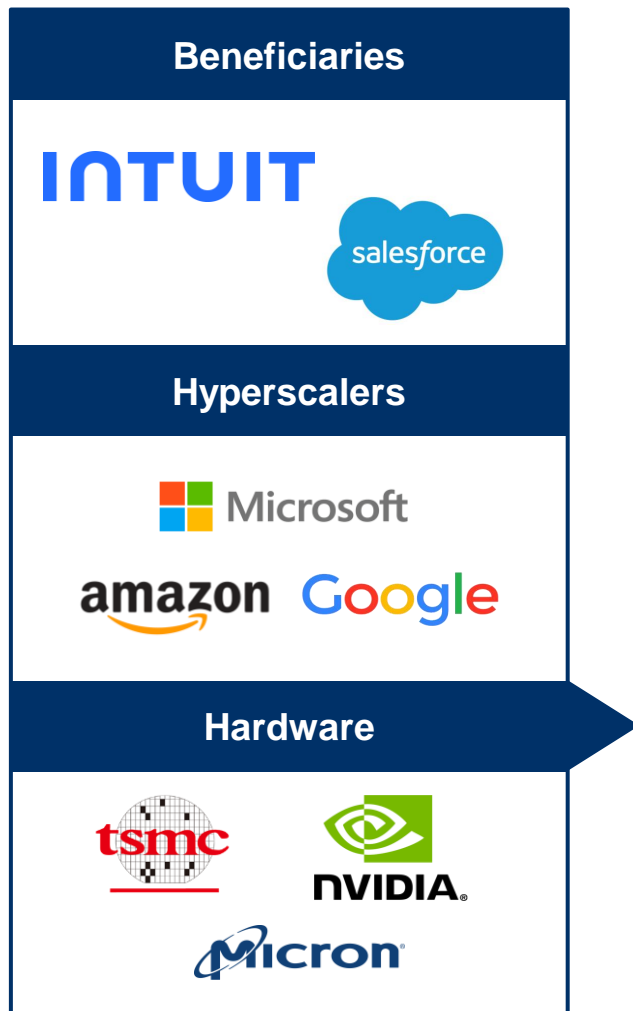 Beneficiaries
INTUIT
salesforce
Hyperscalers
Microsoft
amazon Google
Hardware
tsmc
NVIDIA®
Micron®